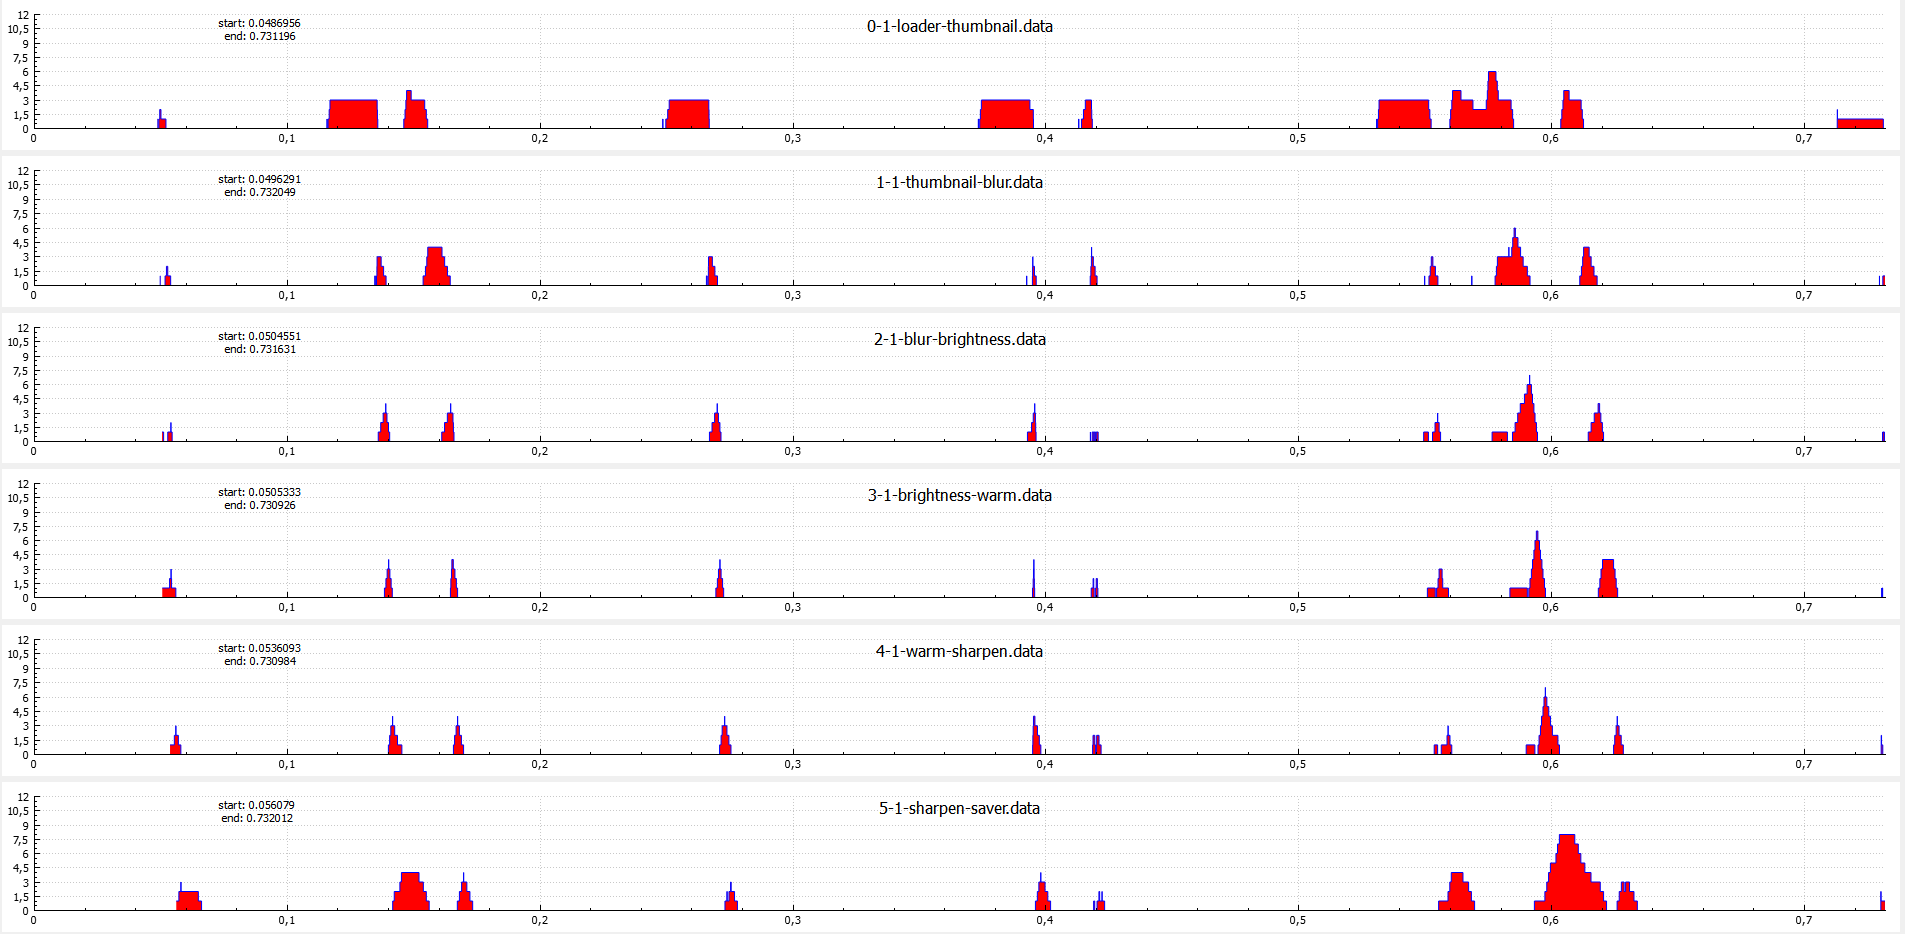 12
10,5
9
7,5
6
4,5
3
1,5
0
start: 0.0486956
end: 0.731196
0-1-loader-thumbnail.data
0 0,1 0,2 0,3 0,4 0,5 0,6 0,7
12
10,5
9
7,5
6
4,5
3
1,5
0
start: 0.0496291
end: 0.732049
1-1-thumbnail-blur.data
0 0,1 0,2 0,3 0,4 0,5 0,6 0,7
12
10,5
9
7,5
6
4,5
3
1,5
0
start: 0.0504551
end: 0.731631
2-1-blur-brightness.data
0 0,1 0,2 0,3 0,4 0,5 0,6 0,7
12
10,5
9
7,5
6
4,5
3
1,5
0
start: 0.0505333
end: 0.730926
3-1-brightness-warm.data
0 0,1 0,2 0,3 0,4 0,5 0,6 0,7
12
10,5
9
7,5
6
4,5
3
1,5
0
start: 0.0536093
end: 0.730984
4-1-warm-sharpen.data
0 0,1 0,2 0,3 0,4 0,5 0,6 0,7
12
10,5
9
7,5
6
4,5
3
1,5
0
start: 0.056079
end: 0.732012
5-1-sharpen-saver.data
0 0,1 0,2 0,3 0,4 0,5 0,6 0,7